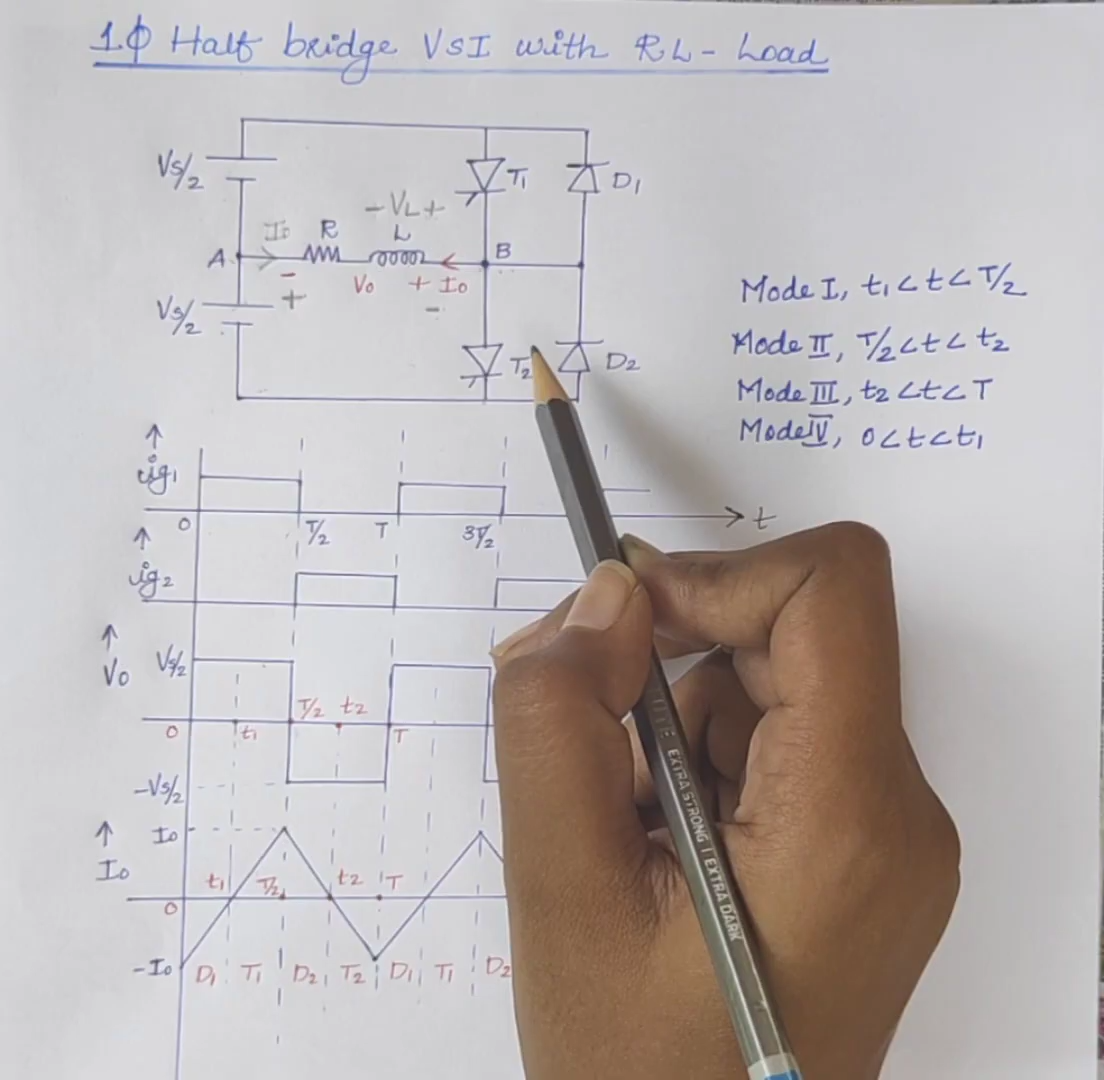 1ϕ Half bridge VSI with RL-Load
Vs/2
T1
D1
-VL+
Io
R
L
A
B
-
+
Vo
+ Io
-
Vs/2
T2
D2
Mode I, t1<t<T/2
Mode II, T/2<t<t2
Mode III, t2<t<T
Mode IV, 0<t<t1
ig1
0
T/2
T
3T/2
t
ig2
Vo
Vs/2
T/2
t2
0
t1
T
-Vs/2
Io
Io
t1
T/2
t2
T
0
-Io
D1 T1 D2 T2 D1 T1 D2
EXTRA STRONG | EXTRA DARK